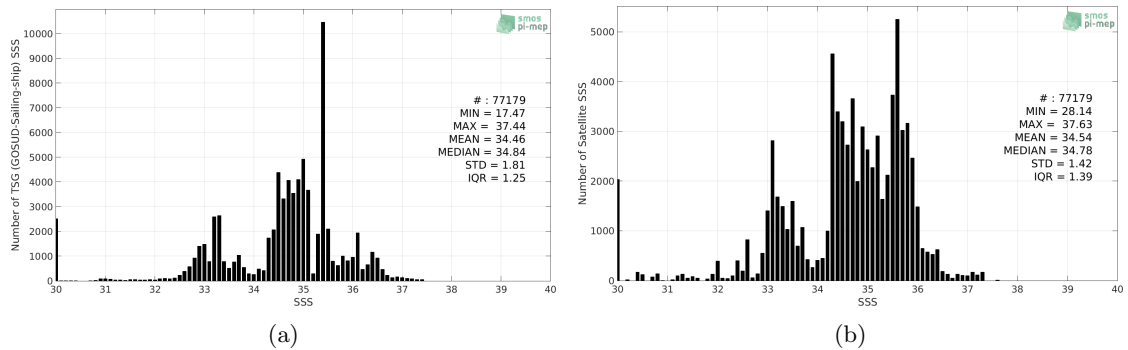 smos
pi-mep
Number of TSG (GOSUD-Sailing-ship) SSS
10000
9000
8000
7000
6000
5000
4000
3000
2000
1000
0
# : 77179
MIN = 17.47
MAX = 37.44
MEAN = 34.46
MEDIAN = 34.84
STD = 1.81
IQR = 1.25
30 31 32 33 34 35 36 37 38 39 40
SSS
(a)
smos
pi-mep
Number of Satellite SSS
5000
4000
3000
2000
1000
0
# : 77179
MIN = 28.14
MAX = 37.63
MEAN = 34.54
MEDIAN = 34.78
STD = 1.42
IQR = 1.39
30 31 32 33 34 35 36 37 38 39 40
SSS
(b)